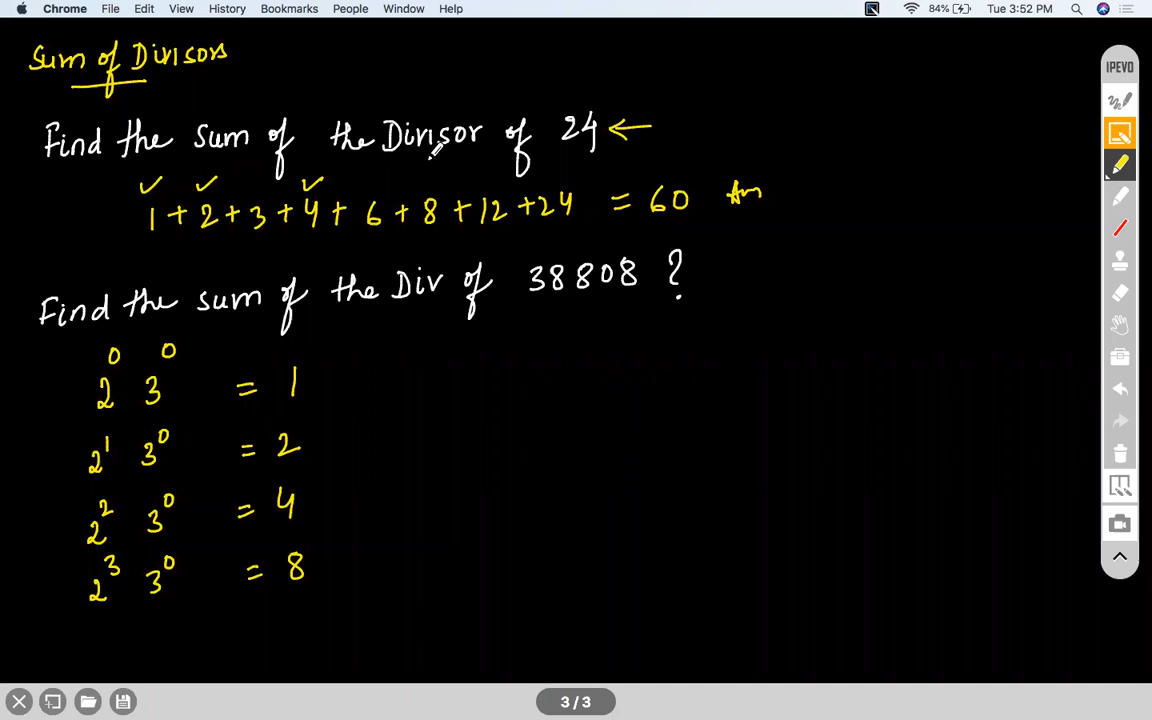 Chrome File Edit View History Bookmarks People Window Help 84% Tue 3:52 PM
Sum of Divisors
IPEVO
Find the sum of the Divisor of 24 ←
1 + 2 + 3 + 4 + 6 + 8 + 12 + 24 = 60 Ans
Find the sum of the Div of 38808 ?
2⁰ 3⁰ = 1
2¹ 3⁰ = 2
2² 3⁰ = 4
2³ 3⁰ = 8
3 / 3